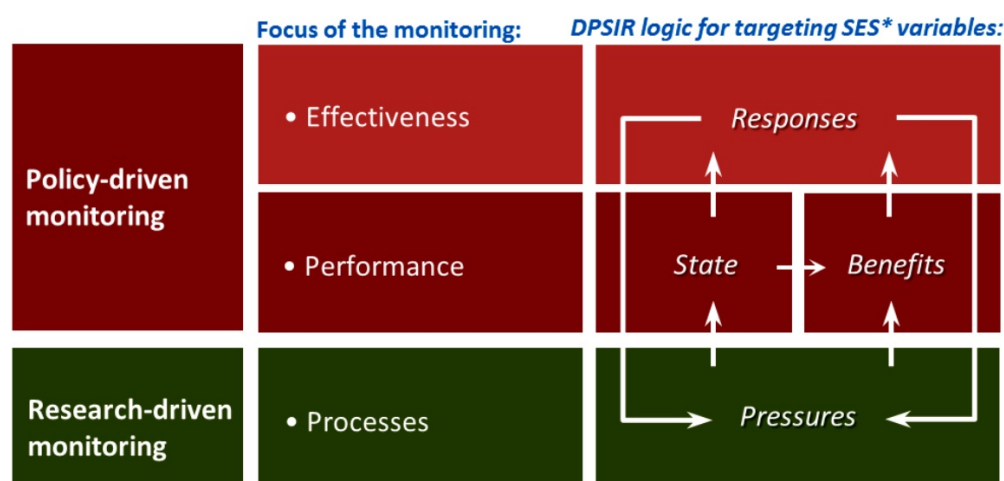 Focus of the monitoring:
DPSIR logic for targeting SES* variables:
Policy-driven
monitoring
• Effectiveness
Responses
• Performance
State
Benefits
Research-driven
monitoring
• Processes
Pressures